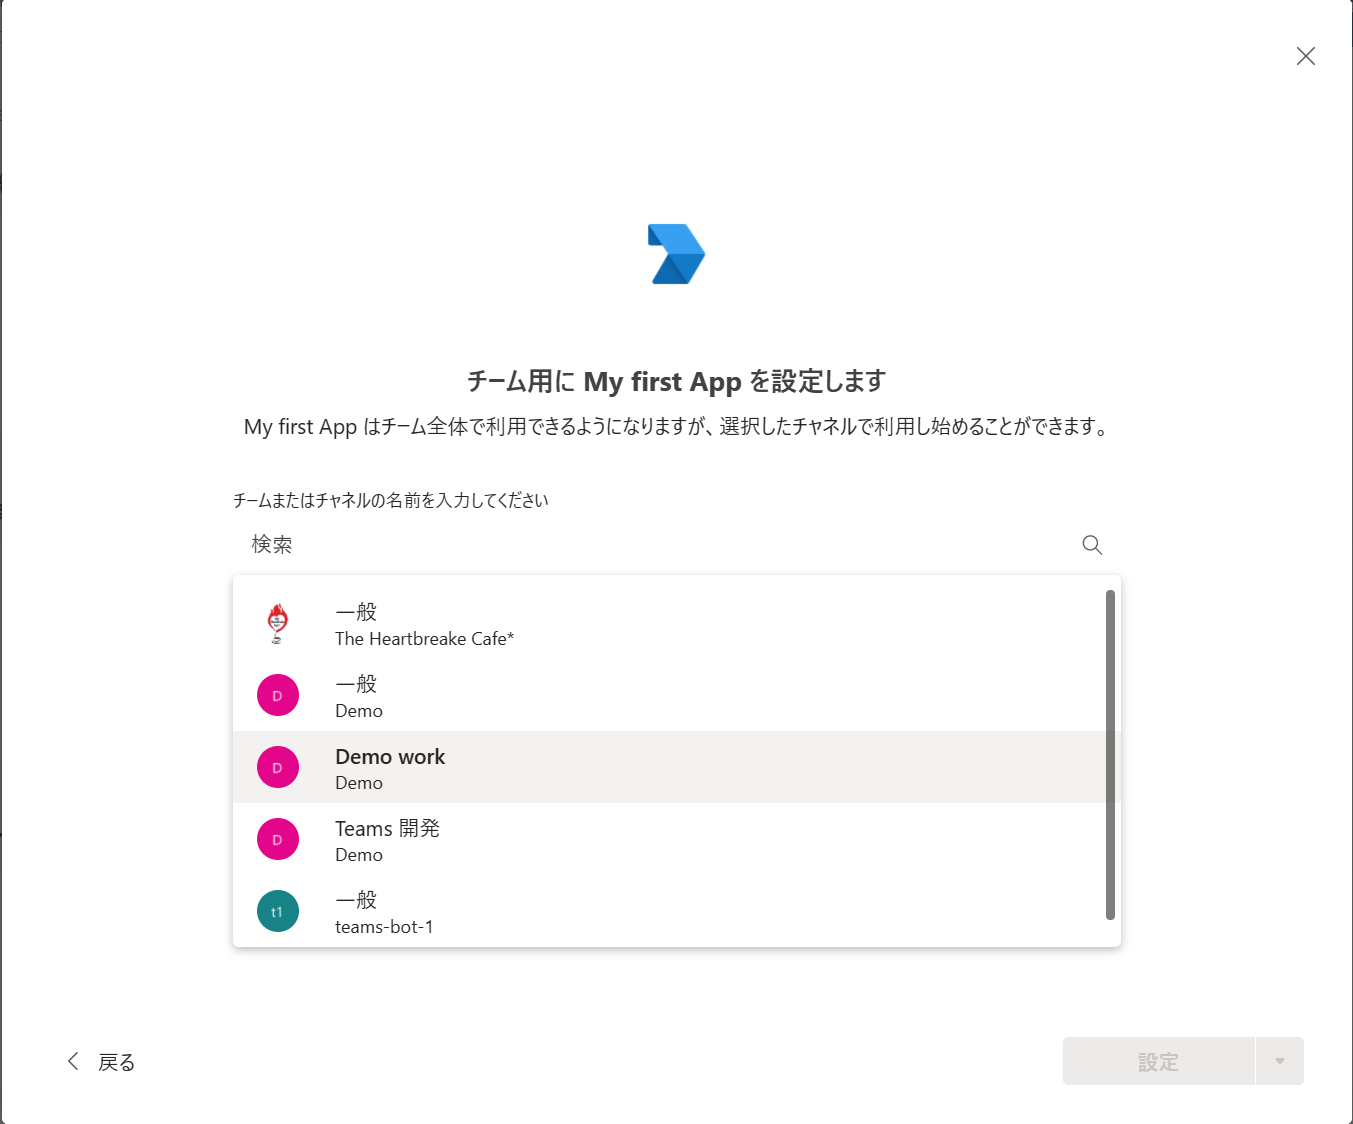 チーム用に My first App を設定します
My first App はチーム全体で利用できるようになりますが、選択したチャネルで利用し始めることができます。
チームまたはチャネルの名前を入力してください
検索
一般
The Heartbreake Cafe*
D
一般
Demo
D
Demo work
Demo
D
Teams 開発
Demo
t1
一般
teams-bot-1
戻る
設定